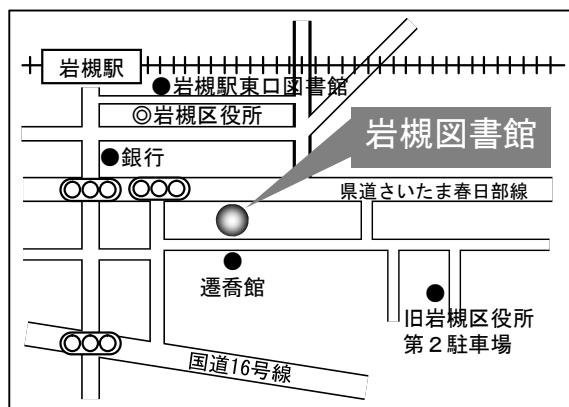 岩槻駅
●岩槻駅東口図書館
◎岩槻区役所
岩槻図書館
●銀行
県道さいたま春日部線
遷喬館
旧岩槻区役所
第２駐車場
国道16号線